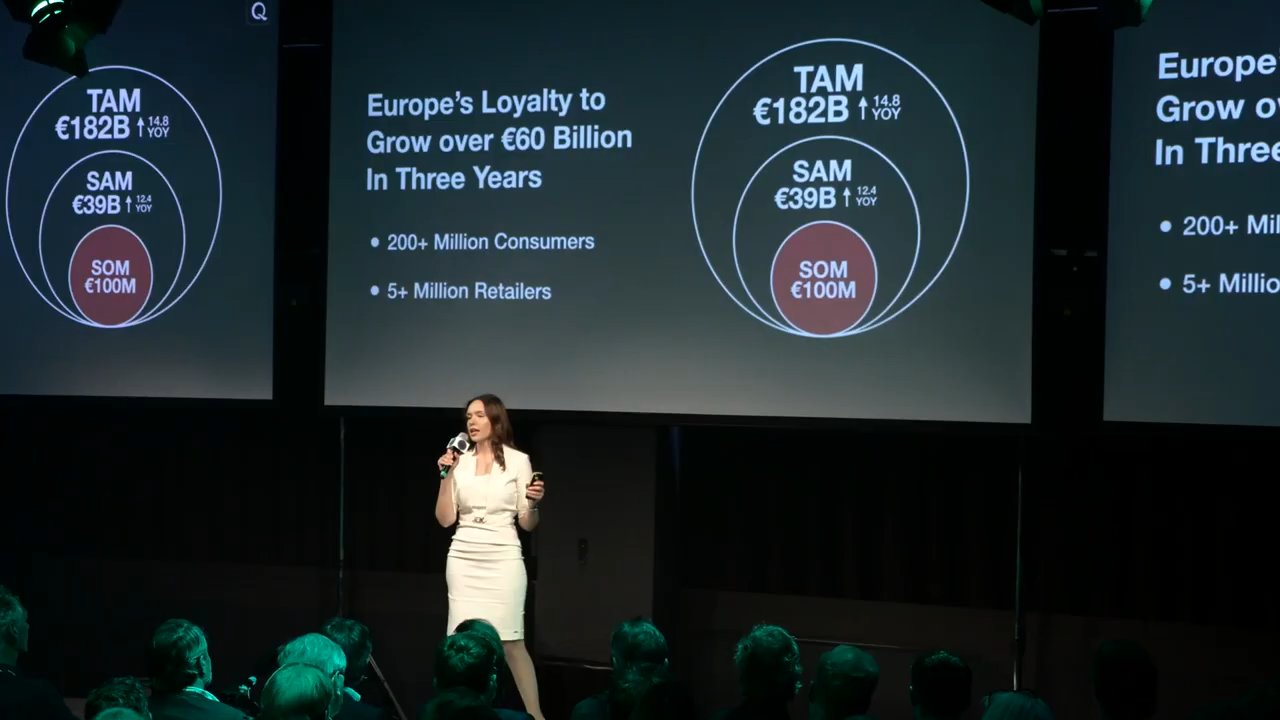 Q
TAM
€182B ↑ 14.8 YOY
SAM
€39B ↑ 12.4 YOY
SOM
€100M
Europe's Loyalty to
Grow over €60 Billion
In Three Years
• 200+ Million Consumers
• 5+ Million Retailers
TAM
€182B ↑ 14.8 YOY
SAM
€39B ↑ 12.4 YOY
SOM
€100M
Europe'
Grow o
In Three
• 200+ Mil
• 5+ Millio